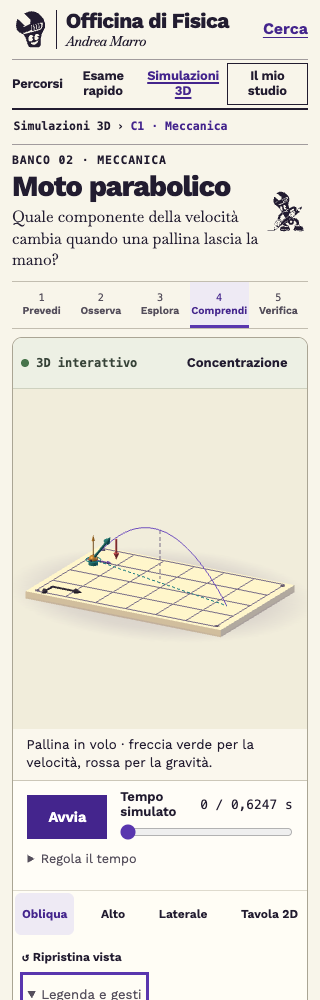 Officina di Fisica
Andrea Marro
Cerca
Percorsi
Esame rapido
Simulazioni 3D
Il mio studio
Simulazioni 3D › C1 · Meccanica
BANCO 02 · MECCANICA
Moto parabolico
Quale componente della velocità
cambia quando una pallina lascia la
mano?
1 Prevedi
2 Osserva
3 Esplora
4 Comprendi
5 Verifica
3D interattivo
Concentrazione
Pallina in volo · freccia verde per la
velocità, rossa per la gravità.
Avvia
Tempo simulato
0 / 0,6247 s
▶ Regola il tempo
Obliqua
Alto
Laterale
Tavola 2D
↺ Ripristina vista
▼ Legenda e gesti